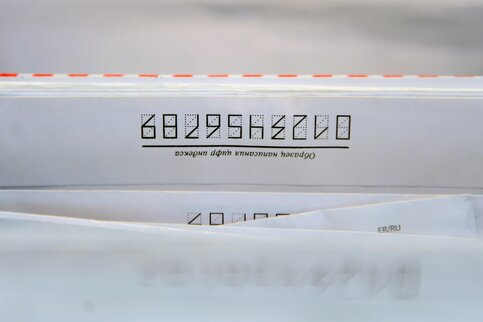 Образец написания цифр индекса
0123456789
FR/RU